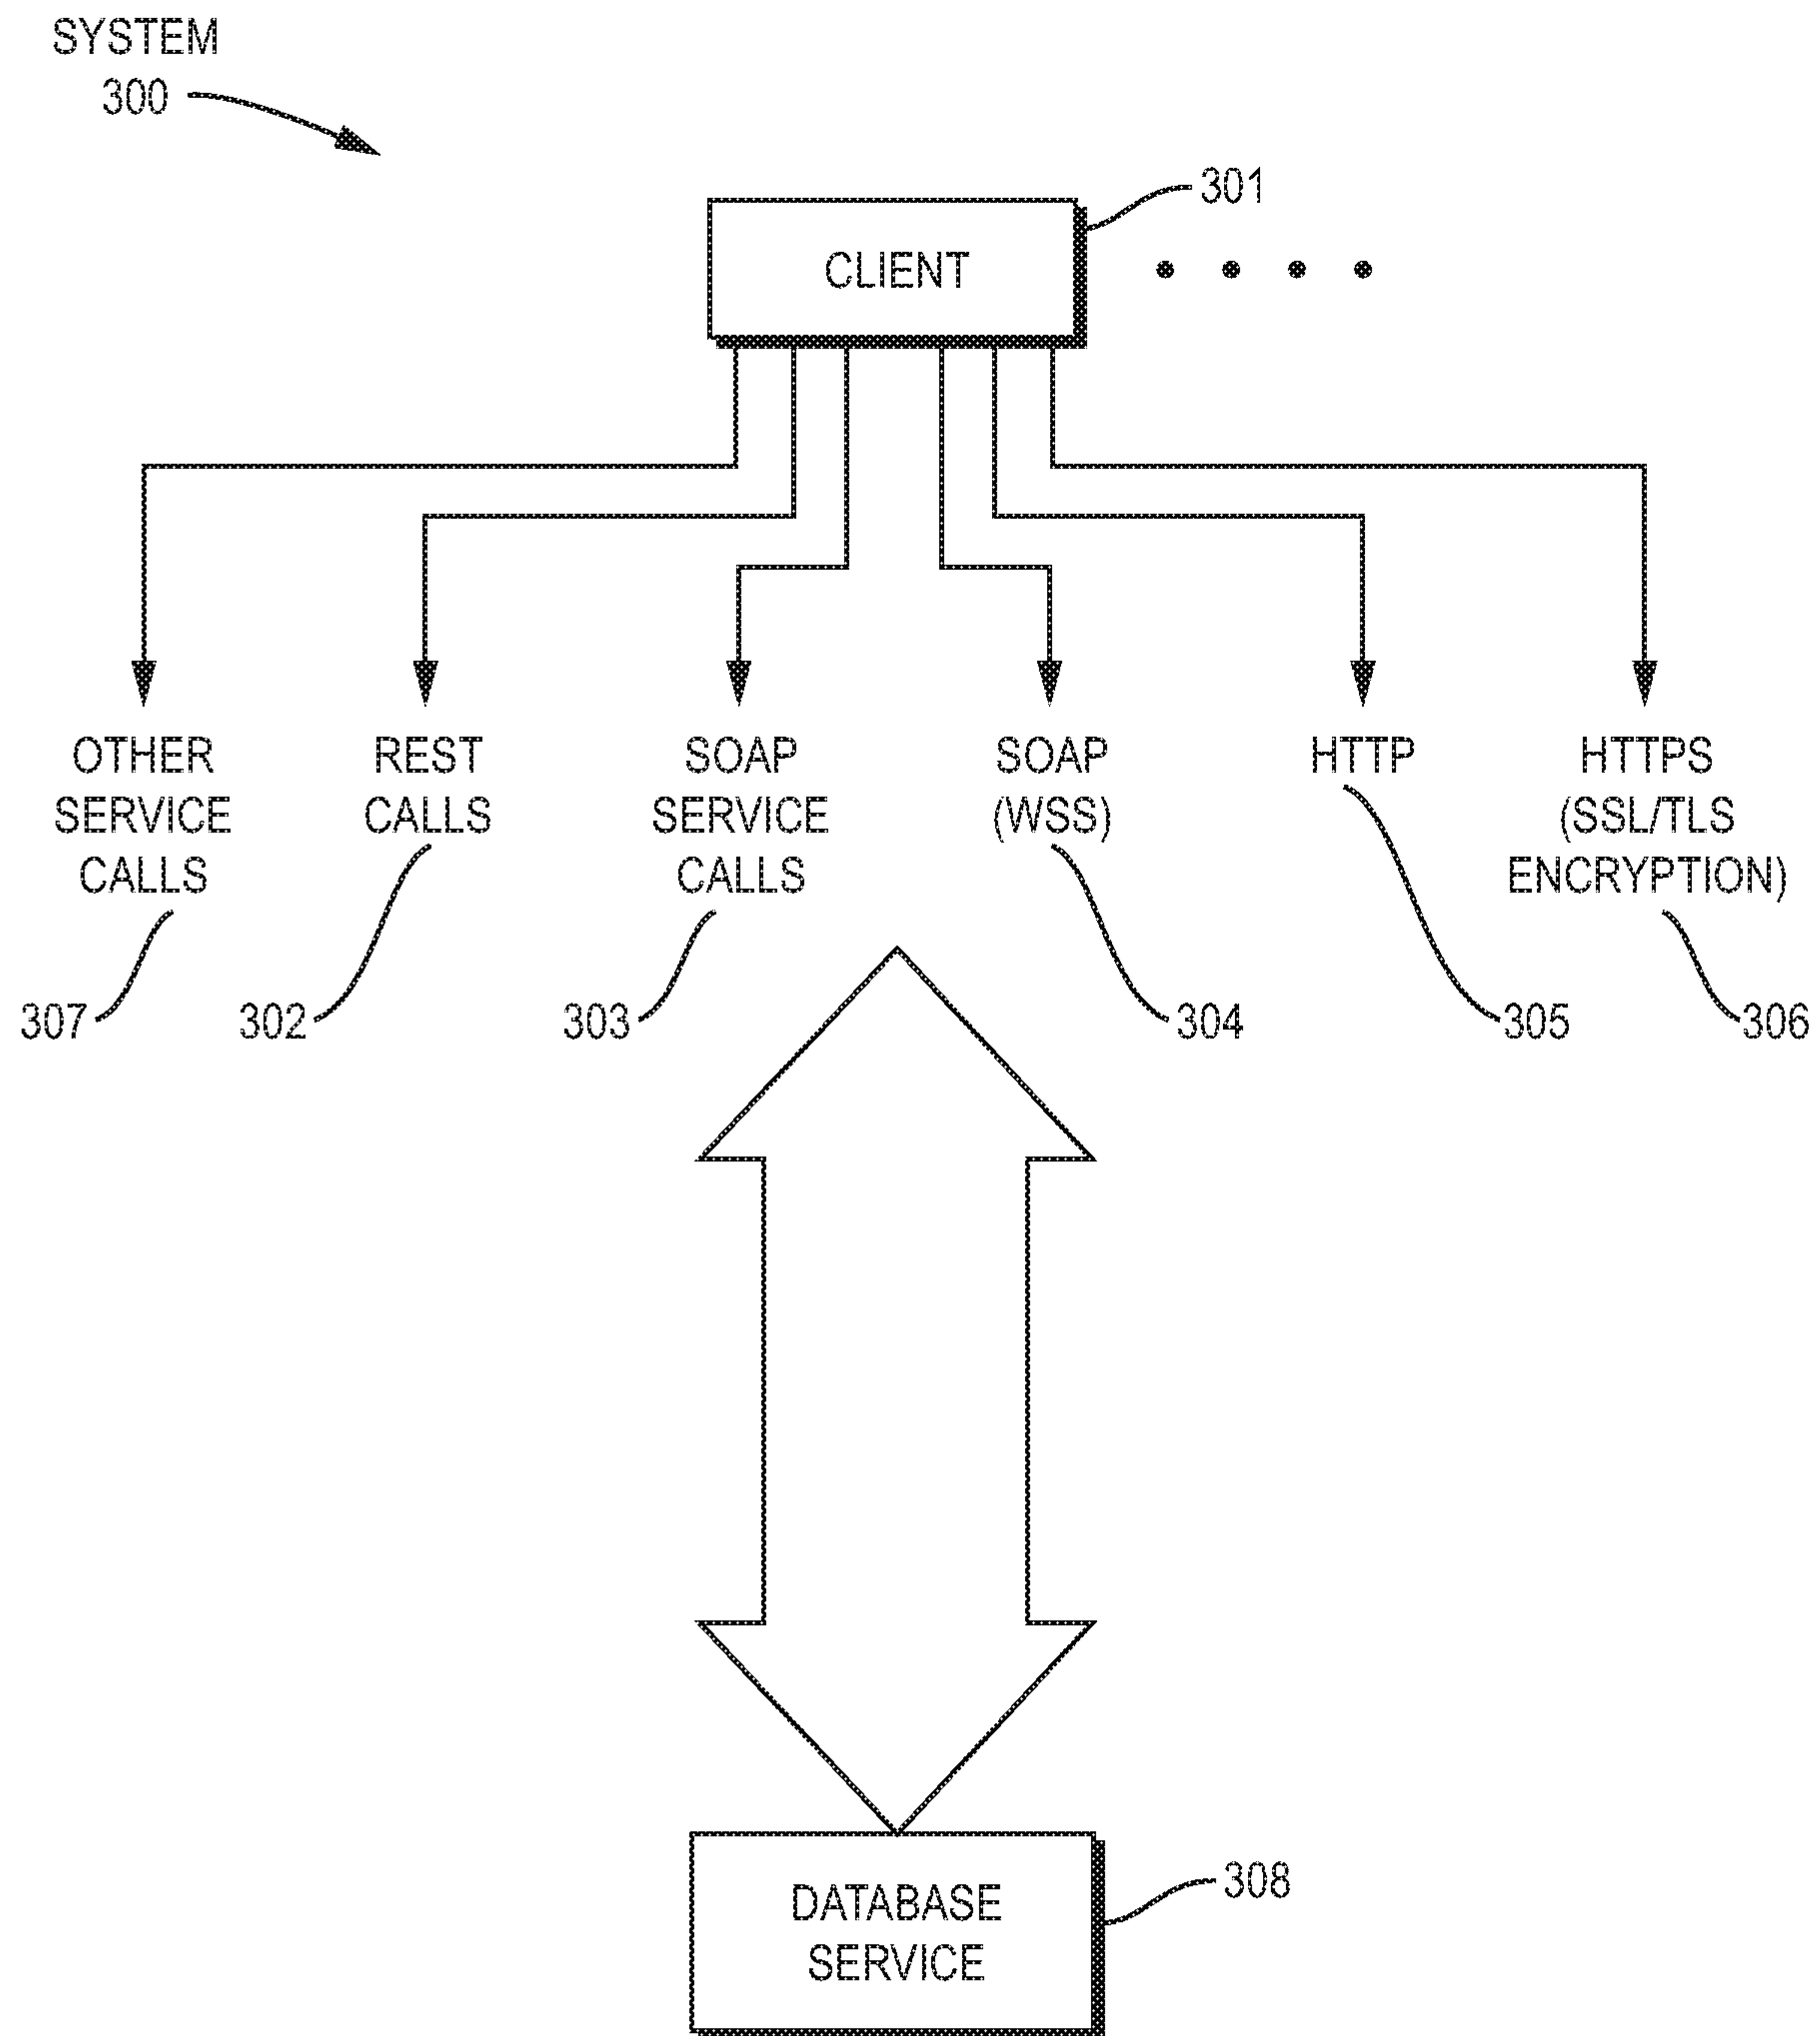 SYSTEM
300
301
CLIENT
OTHER
SERVICE
CALLS
REST
CALLS
SOAP
SERVICE
CALLS
SOAP
(WSS)
HTTP
HTTPS
(SSL/TLS
ENCRYPTION)
307
302
303
304
305
306
DATABASE
SERVICE
308